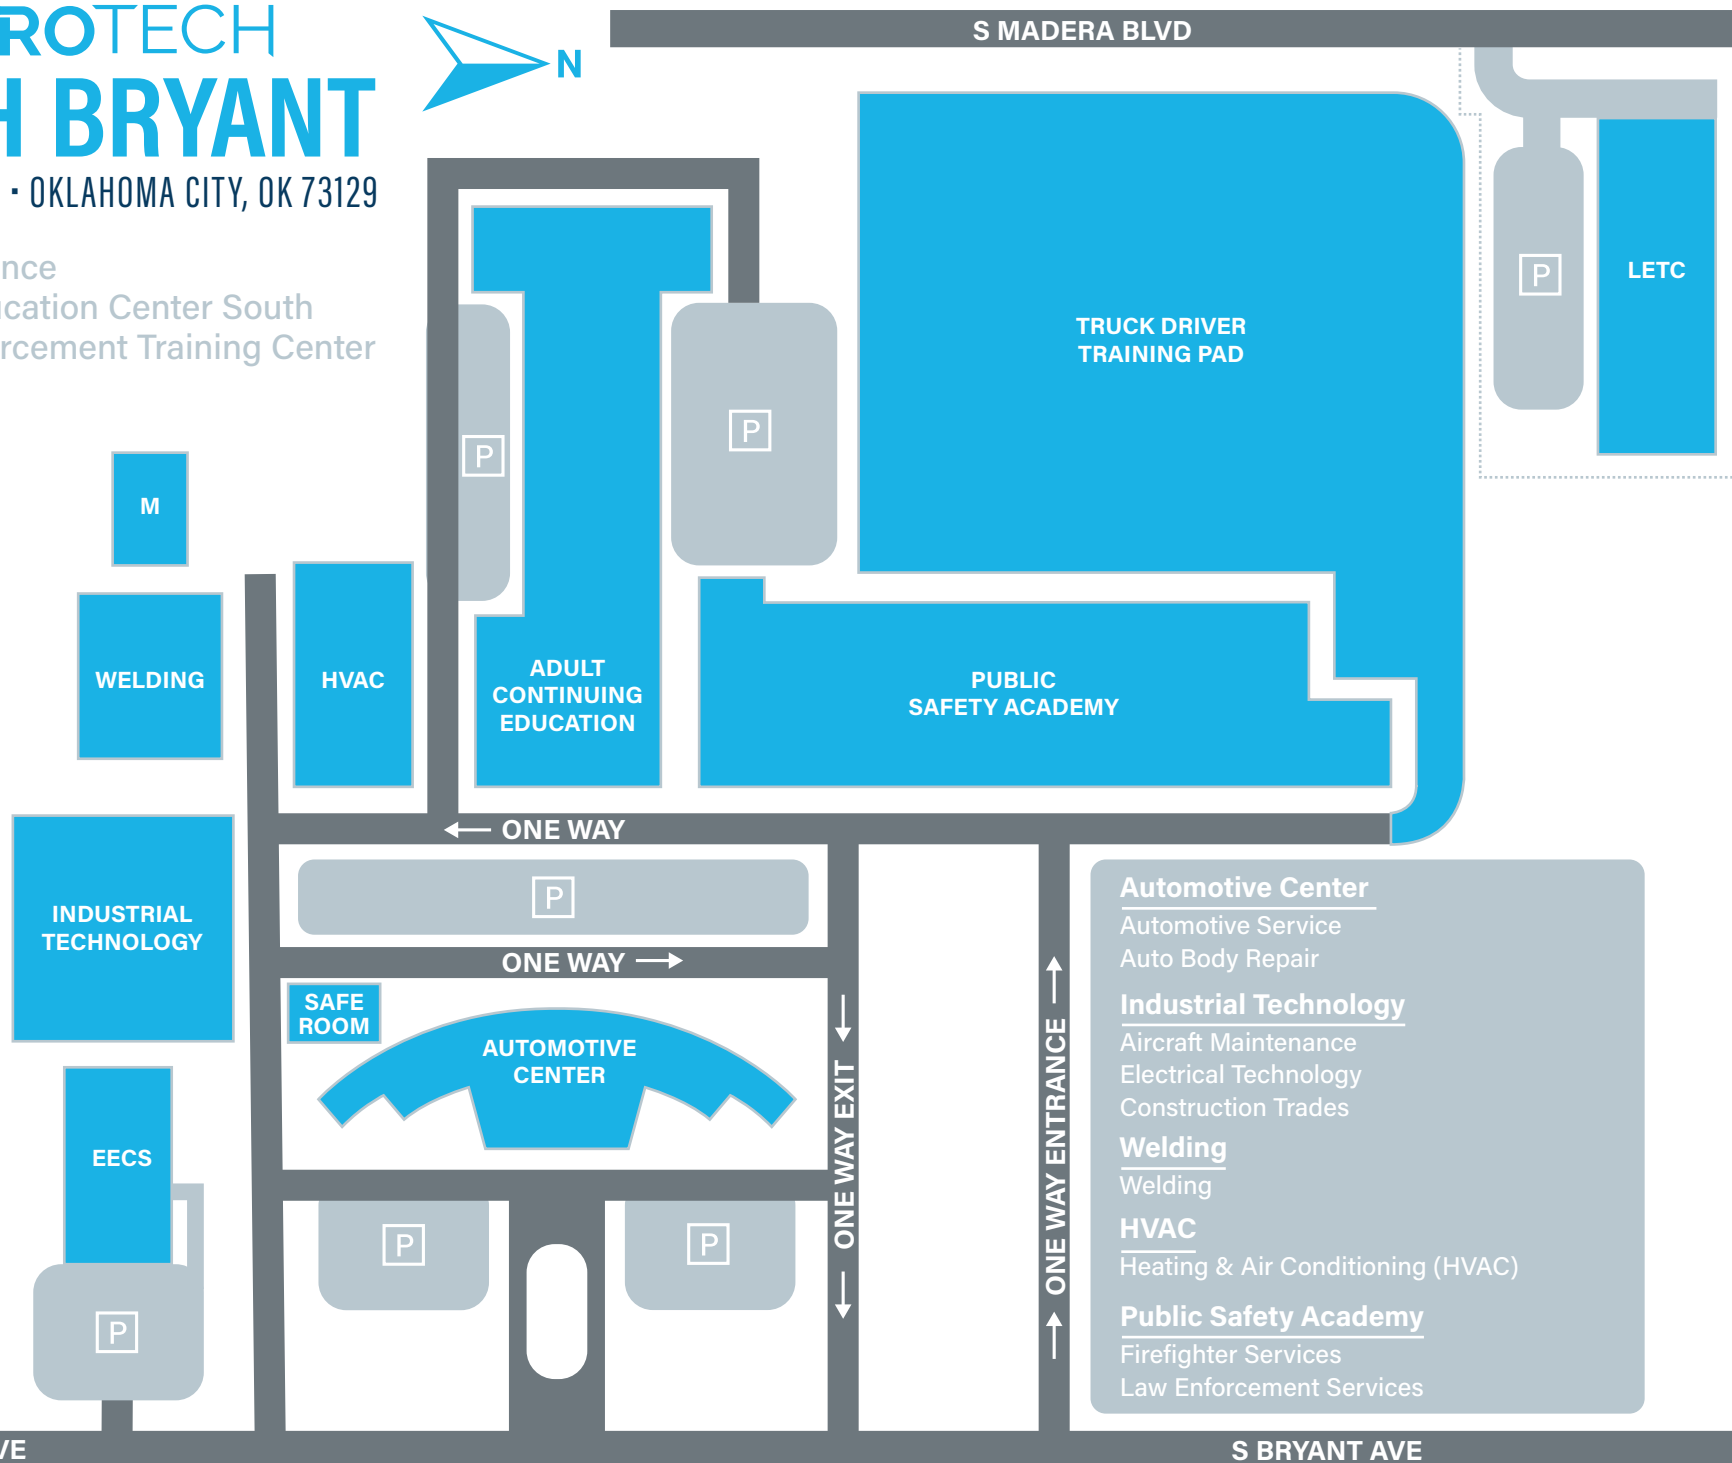 ROTECH
H BRYANT
· OKLAHOMA CITY, OK 73129
N
S MADERA BLVD
nce
cation Center South
rcement Training Center
TRUCK DRIVER
TRAINING PAD
P
LETC
P
P
M
WELDING
HVAC
ADULT
CONTINUING
EDUCATION
PUBLIC
SAFETY ACADEMY
ONE WAY
P
ONE WAY
INDUSTRIAL
TECHNOLOGY
SAFE
ROOM
AUTOMOTIVE
CENTER
EECS
P
P
P
ONE WAY EXIT
ONE WAY ENTRANCE
Automotive Center
Automotive Service
Auto Body Repair
Industrial Technology
Aircraft Maintenance
Electrical Technology
Construction Trades
Welding
Welding
HVAC
Heating & Air Conditioning (HVAC)
Public Safety Academy
Firefighter Services
Law Enforcement Services
VE
S BRYANT AVE